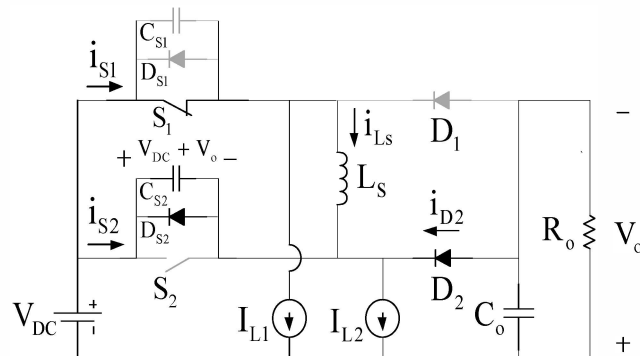 C_S1
i_S1
D_S1
S_1
i_Ls
D_1
−
+ V_DC + V_o −
C_S2
L_S
i_S2
D_S2
i_D2
R_o
V_o
S_2
D_2
V_DC
+
-
I_L1
I_L2
C_o
+